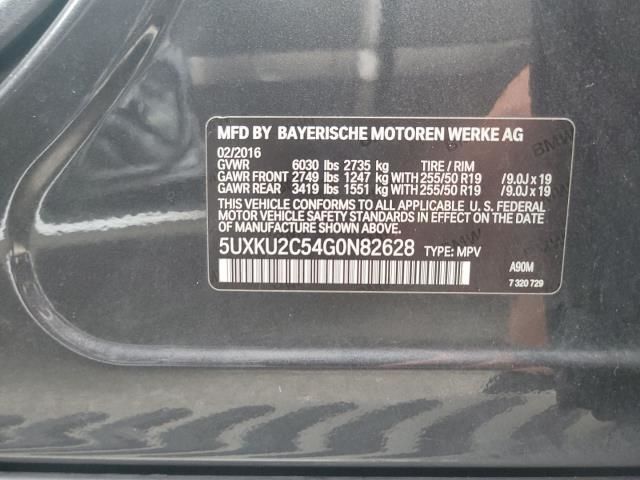 MFD BY BAYERISCHE MOTOREN WERKE AG
02/2016
GVWR 6030 lbs 2735 kg TIRE / RIM
GAWR FRONT 2749 lbs 1247 kg WITH 255/50 R19 /9.0J x 19
GAWR REAR 3419 lbs 1551 kg WITH 255/50 R19 /9.0J x 19
THIS VEHICLE CONFORMS TO ALL APPLICABLE U. S. FEDERAL
MOTOR VEHICLE SAFETY STANDARDS IN EFFECT ON THE DATE
OF MANUFACTURE SHOWN ABOVE.
5UXKU2C54G0N82628 TYPE: MPV
A90M
7 320 729